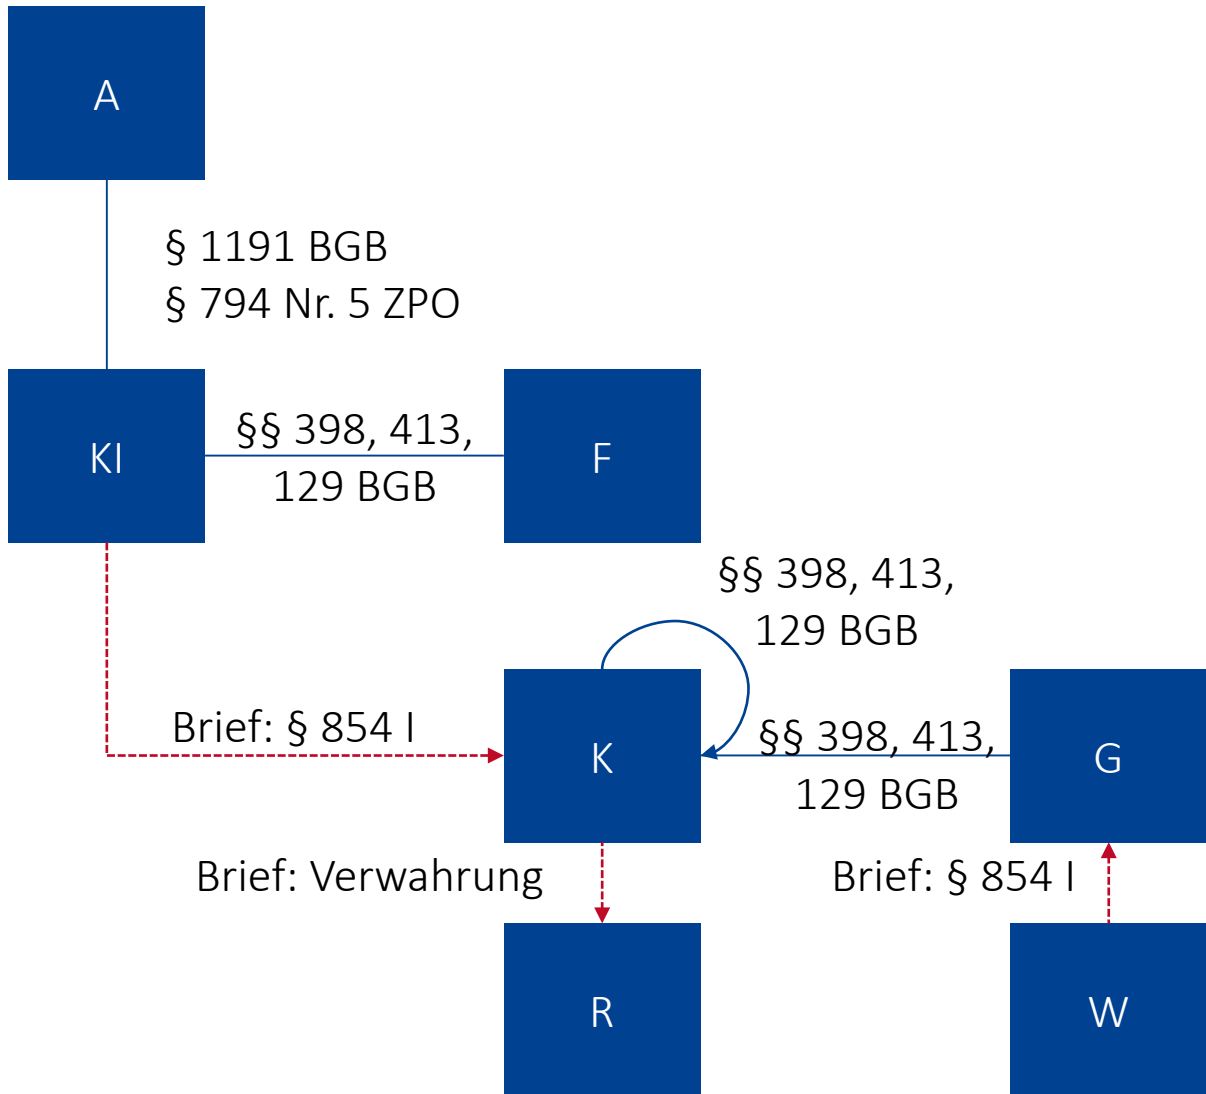 A
§ 1191 BGB
§ 794 Nr. 5 ZPO
KI
§§ 398, 413,
129 BGB
F
§§ 398, 413,
129 BGB
Brief: § 854 I
K
§§ 398, 413,
129 BGB
G
Brief: Verwahrung
Brief: § 854 I
R
W